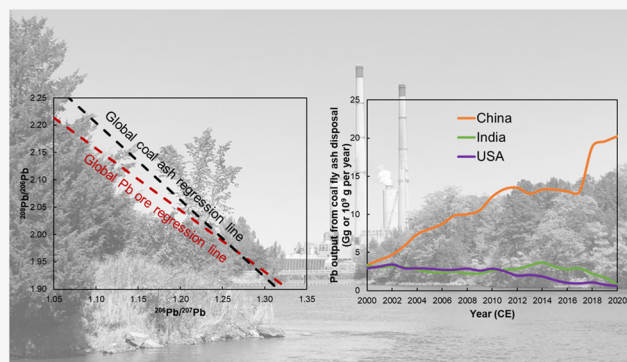 2.25
2.20
2.15
2.10
2.05
2.00
1.95
1.90
²⁰⁸Pb/²⁰⁶Pb
Global coal ash regression line
Global Pb ore regression line
1.05 1.10 1.15 1.20 1.25 1.30 1.35
²⁰⁶Pb/²⁰⁷Pb
Pb output from coal fly ash disposal
(Gg or 10⁹ g per year)
25
20
15
10
5
0
China
India
USA
2000 2002 2004 2006 2008 2010 2012 2014 2016 2018 2020
Year (CE)